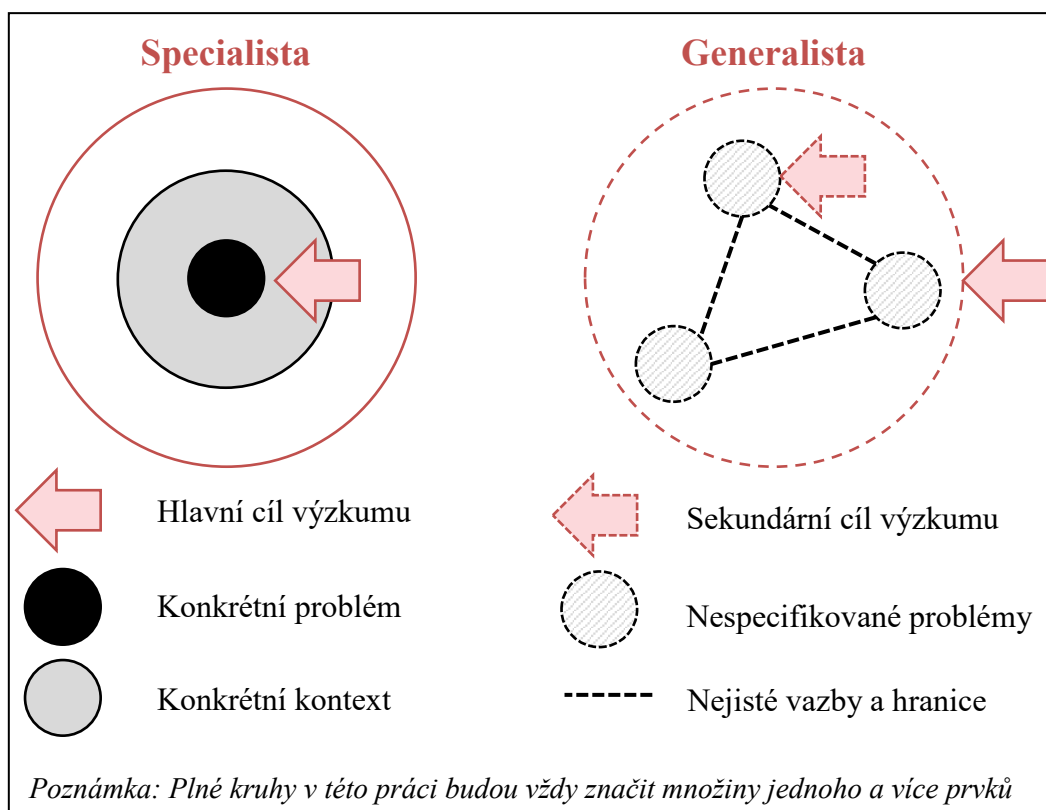 Specialista
Generalista
Hlavní cíl výzkumu
Sekundární cíl výzkumu
Konkrétní problém
Nespecifikované problémy
Konkrétní kontext
Nejisté vazby a hranice
Poznámka: Plné kruhy v této práci budou vždy značit množiny jednoho a více prvků